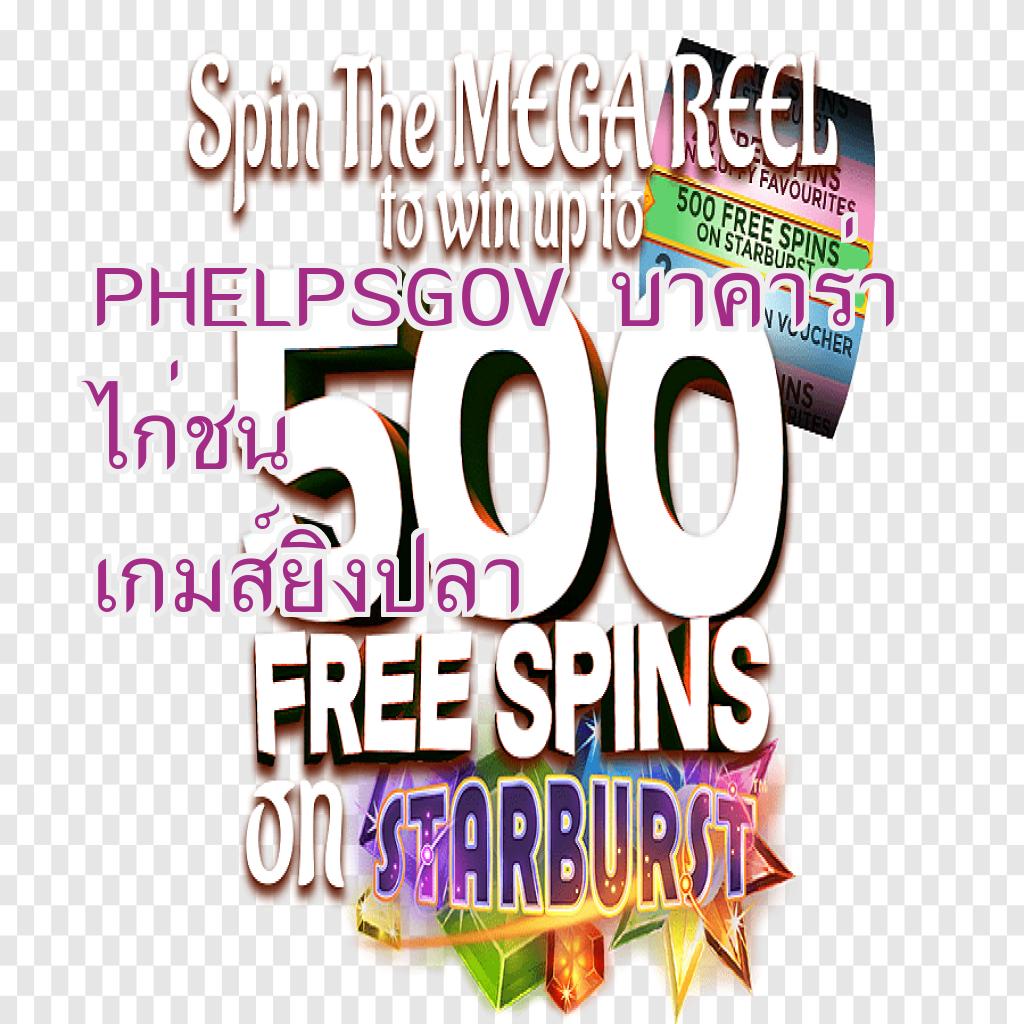 Spin The MEGA REEL
to win up to
500 FREE SPINS
ON STARBURST
VOUCHER
PHELPSGOV บาคาร่า
ไก่ชน
เกมส์ยิงปลา
500
FREE SPINS
on STARBURST™